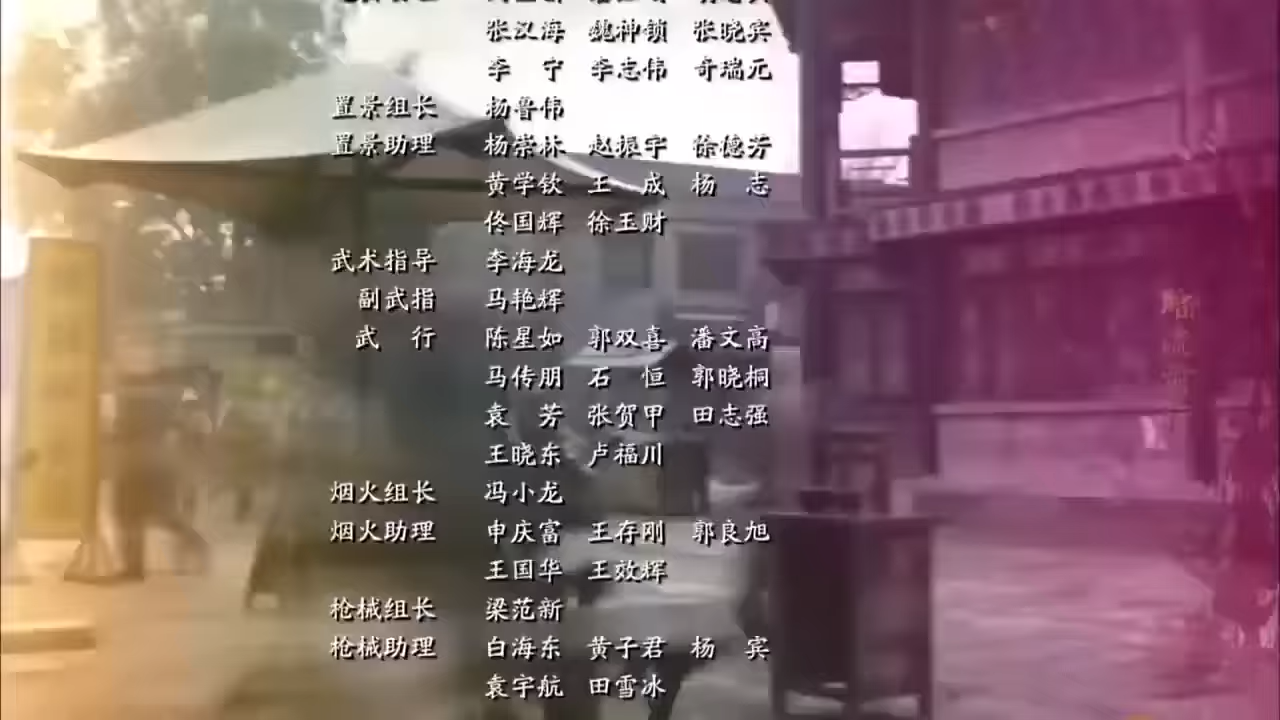 张汉海 魏神锁 张晓宾
李 宁 李志伟 奇瑞元
置景组长 杨鲁伟
置景助理 杨崇林 赵振宇 徐德芳
黄学钦 王 成 杨 志
佟国辉 徐玉财
武术指导 李海龙
副武指 马艳辉
武 行 陈星如 郭双喜 潘文高
马传朋 石 恒 郭晓桐
袁 芳 张贺甲 田志强
王晓东 卢福川
烟火组长 冯小龙
烟火助理 申庆富 王存刚 郭良旭
王国华 王效辉
枪械组长 梁范新
枪械助理 白海东 黄子君 杨 宾
袁宇航 田雪冰